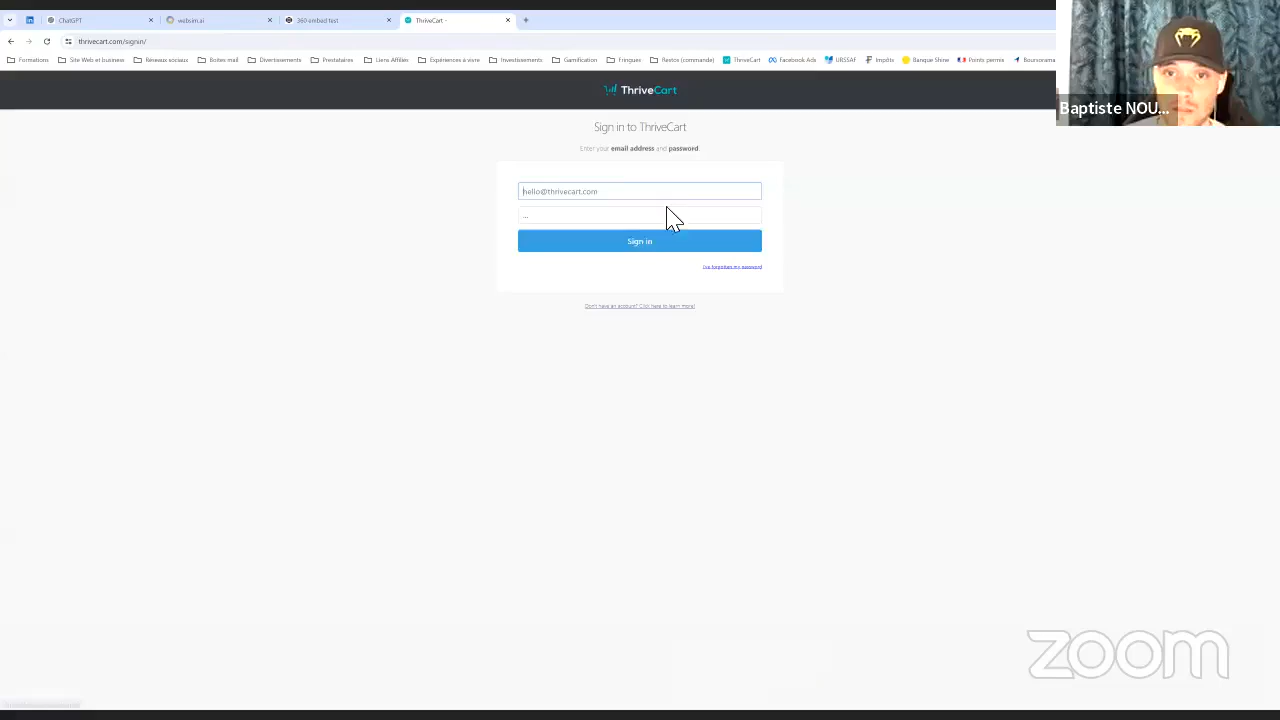 ChatGPT
websim.ai
360 embed test
ThriveCart -
thrivecart.com/signin/
Formations
Site Web et business
Réseaux sociaux
Boites mail
Divertissements
Prestataires
Liens Affiliés
Expériences à vivre
Investissements
Gamification
Fringues
Restos (commande)
ThriveCart
Facebook Ads
URSSAF
Impôts
Banque Shine
Points permis
Boursorama
ThriveCart
Baptiste NOU...
Sign in to ThriveCart
Enter your email address and password.
hello@thrivecart.com
...
Sign in
I've forgotten my password
Don't have an account? Click here to learn more!
zoom